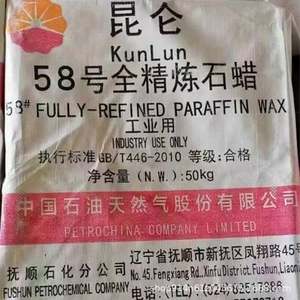 昆仑
KunLun
58号全精炼石蜡
58# FULLY-REFINED PARAFFIN WAX
工业用
INDUSTRY USE ONLY
执行标准GB/T446-2010 等级:合格
净含量(N.W.):50kg
中国石油天然气股份有限公司
PETROCHINA COMPANY LIMITED
抚顺石化分公司
FUSHUN PETROCHEMICAL COMPANY
辽宁省抚顺市新抚区凤翔路45号
No.45,Fengxiang Rd.,Xinfu District,Fushun,Liaoni